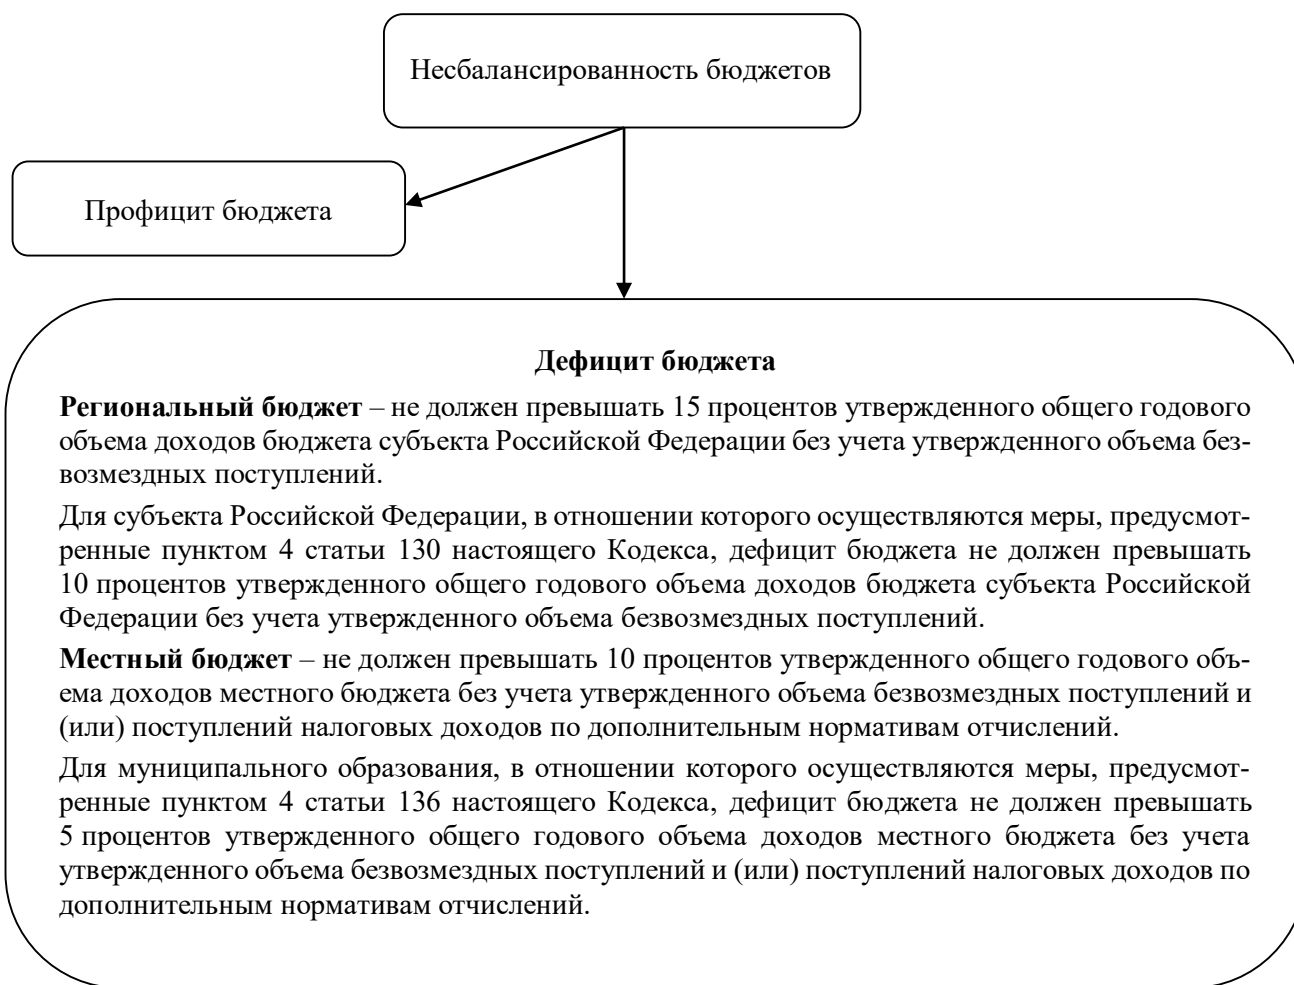 Несбалансированность бюджетов
Профицит бюджета
Дефицит бюджета
Региональный бюджет – не должен превышать 15 процентов утвержденного общего годового
объема доходов бюджета субъекта Российской Федерации без учета утвержденного объема без-
возмездных поступлений.
Для субъекта Российской Федерации, в отношении которого осуществляются меры, предусмот-
ренные пунктом 4 статьи 130 настоящего Кодекса, дефицит бюджета не должен превышать
10 процентов утвержденного общего годового объема доходов бюджета субъекта Российской
Федерации без учета утвержденного объема безвозмездных поступлений.
Местный бюджет – не должен превышать 10 процентов утвержденного общего годового объ-
ема доходов местного бюджета без учета утвержденного объема безвозмездных поступлений и
(или) поступлений налоговых доходов по дополнительным нормативам отчислений.
Для муниципального образования, в отношении которого осуществляются меры, предусмот-
ренные пунктом 4 статьи 136 настоящего Кодекса, дефицит бюджета не должен превышать
5 процентов утвержденного общего годового объема доходов местного бюджета без учета
утвержденного объема безвозмездных поступлений и (или) поступлений налоговых доходов по
дополнительным нормативам отчислений.